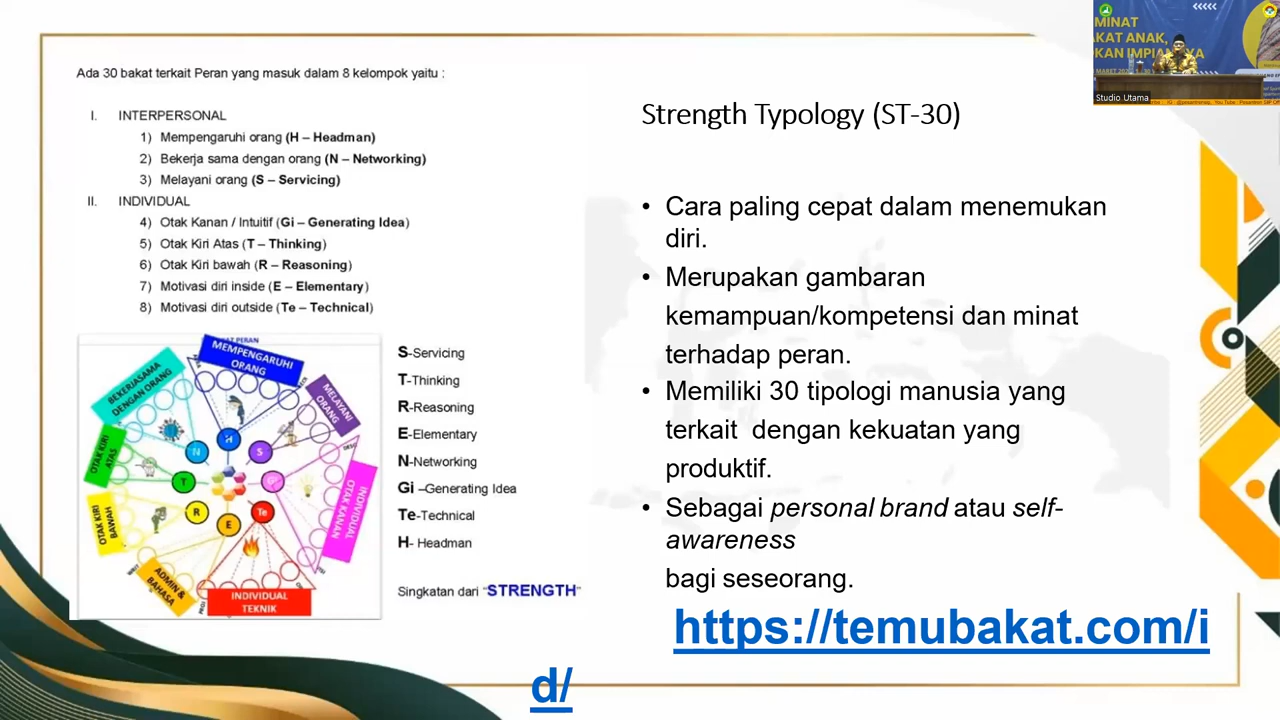 Ada 30 bakat terkait Peran yang masuk dalam 8 kelompok yaitu :
I. INTERPERSONAL
1) Mempengaruhi orang (H – Headman)
2) Bekerja sama dengan orang (N – Networking)
3) Melayani orang (S – Servicing)
II. INDIVIDUAL
4) Otak Kanan / Intuitif (Gi – Generating Idea)
5) Otak Kiri Atas (T – Thinking)
6) Otak Kiri bawah (R – Reasoning)
7) Motivasi diri inside (E – Elementary)
8) Motivasi diri outside (Te – Technical)
PERAN
MEMPENGARUHI
ORANG
BEKERJASAMA
DENGAN ORANG
MELAYANI
ORANG
OTAK KIRI
ATAS
INDIVIDUAL
OTAK KANAN
OTAK KIRI
BAWAH
ADMIN &
BAHASA
INDIVIDUAL
TEKNIK
H
N
S
T
Gi
R
E
Te
S-Servicing
T-Thinking
R-Reasoning
E-Elementary
N-Networking
Gi –Generating Idea
Te-Technical
H- Headman
Singkatan dari “STRENGTH”
Strength Typology (ST-30)
• Cara paling cepat dalam menemukan
diri.
• Merupakan gambaran
kemampuan/kompetensi dan minat
terhadap peran.
• Memiliki 30 tipologi manusia yang
terkait dengan kekuatan yang
produktif.
• Sebagai personal brand atau self-
awareness
bagi seseorang.
https://temubakat.com/i
d/
MINAT
AKAT ANAK,
Studio Utama